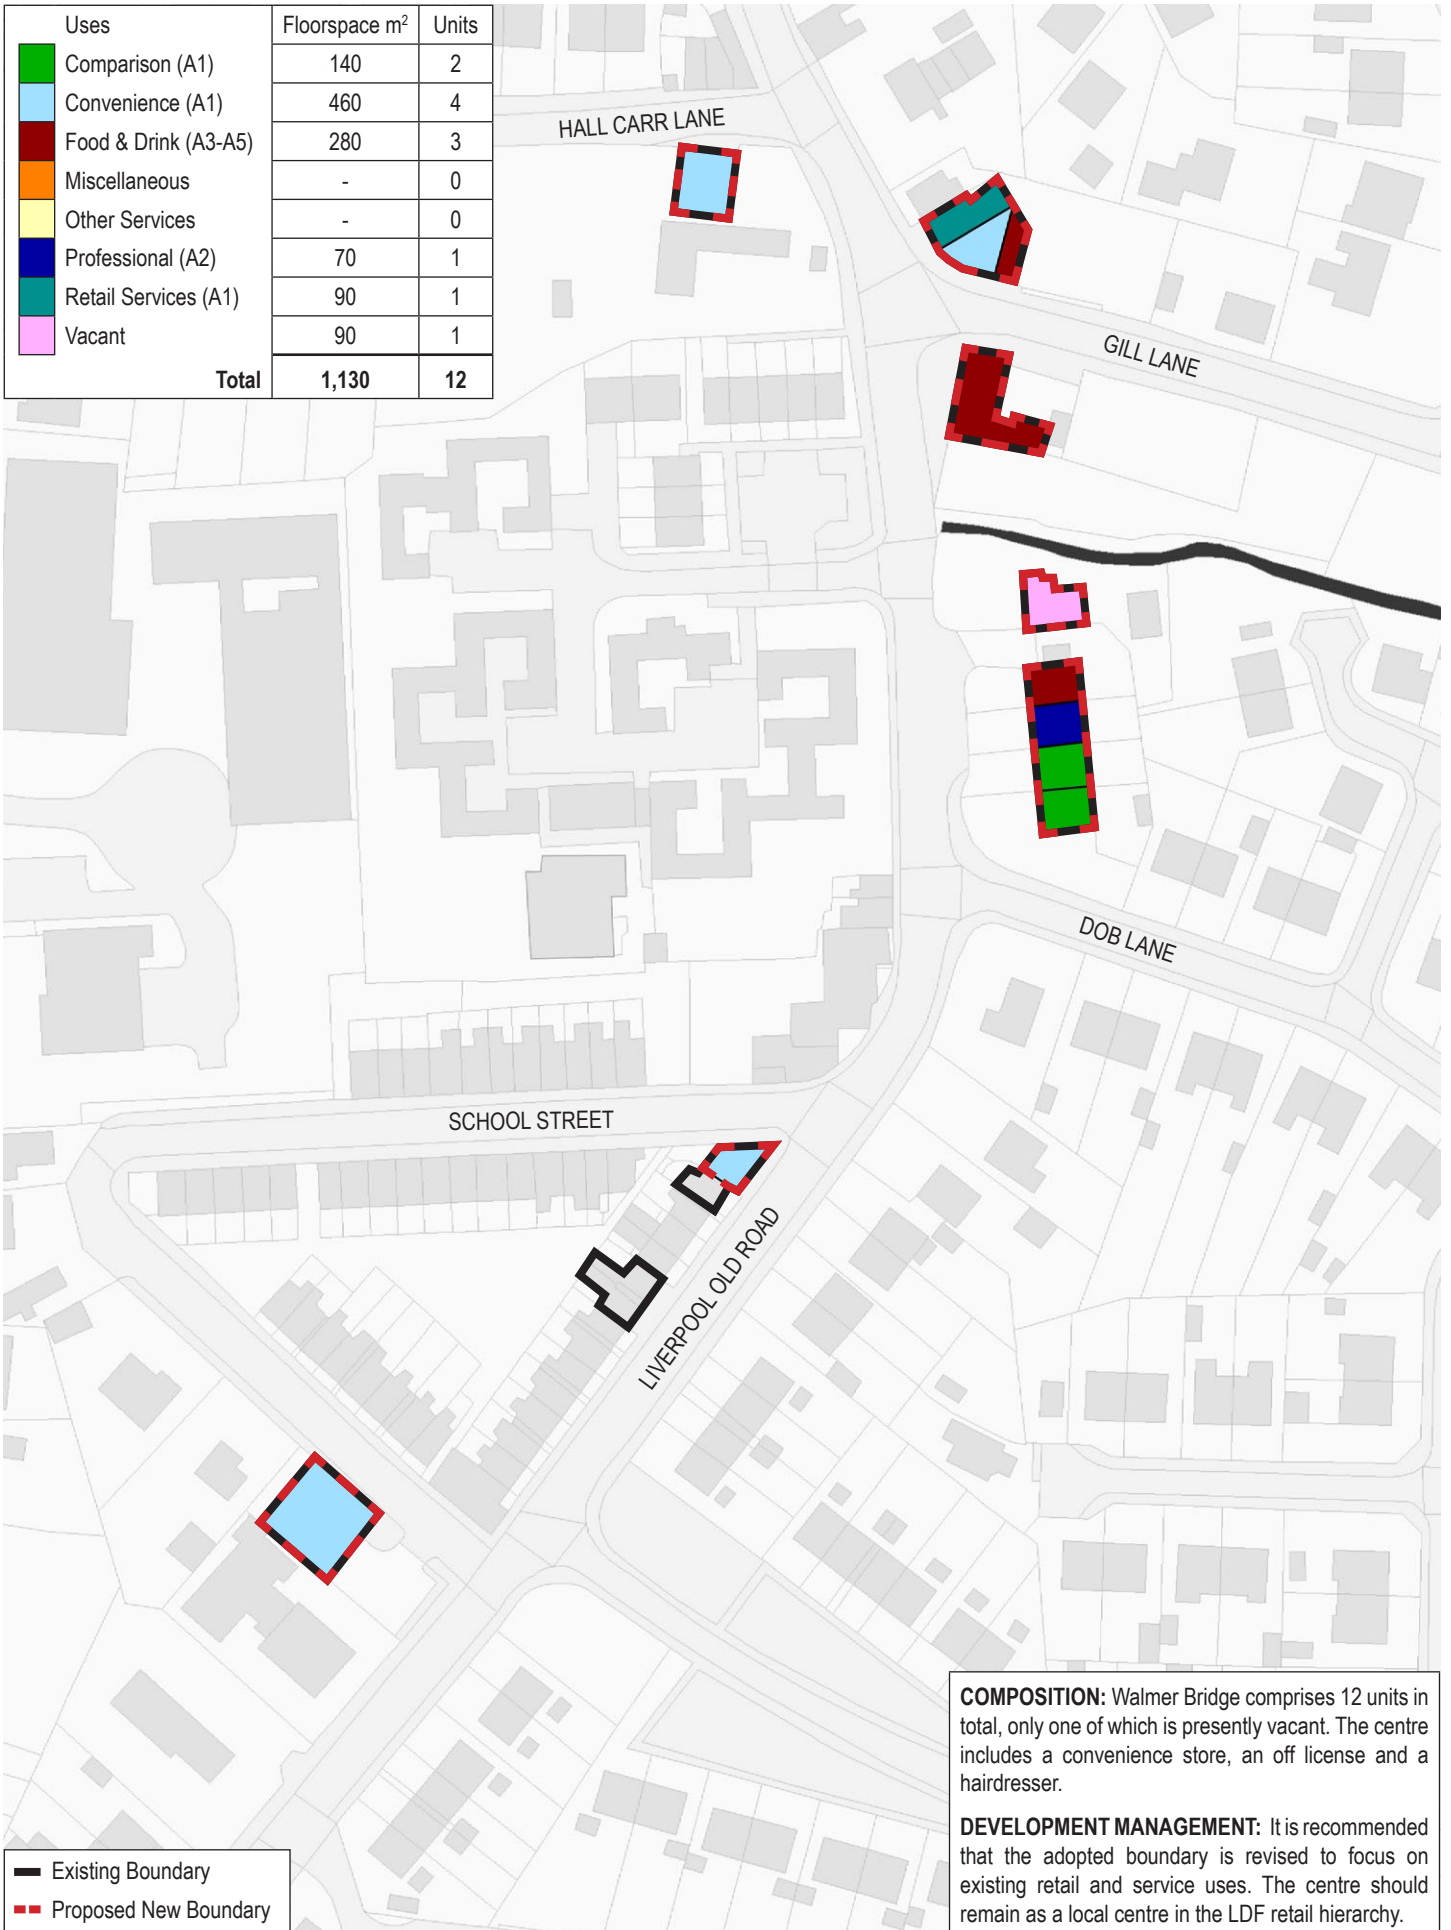 Uses Floorspace m² Units
Comparison (A1) 140 2
Convenience (A1) 460 4
Food & Drink (A3-A5) 280 3
Miscellaneous - 0
Other Services - 0
Professional (A2) 70 1
Retail Services (A1) 90 1
Vacant 90 1
Total 1,130 12
HALL CARR LANE
GILL LANE
DOB LANE
SCHOOL STREET
LIVERPOOL OLD ROAD
COMPOSITION: Walmer Bridge comprises 12 units in
total, only one of which is presently vacant. The centre
includes a convenience store, an off license and a
hairdresser.
DEVELOPMENT MANAGEMENT: It is recommended
that the adopted boundary is revised to focus on
existing retail and service uses. The centre should
remain as a local centre in the LDF retail hierarchy.
Existing Boundary
Proposed New Boundary